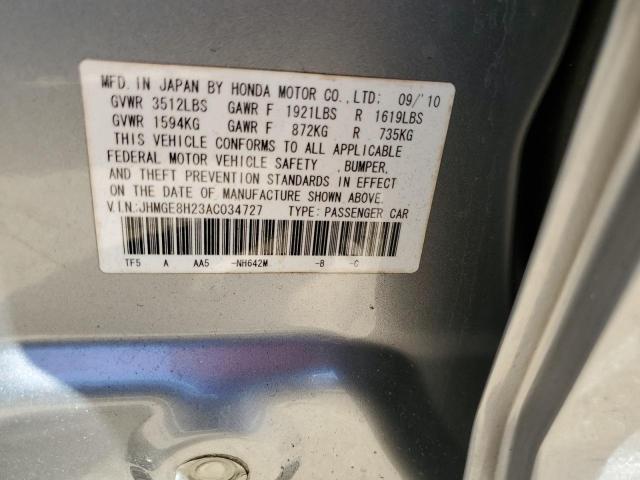 MFD. IN JAPAN BY HONDA MOTOR CO.,LTD: 09/'10
GVWR 3512LBS GAWR F 1921LBS R 1619LBS
GVWR 1594KG GAWR F 872KG R 735KG
THIS VEHICLE CONFORMS TO ALL APPLICABLE
FEDERAL MOTOR VEHICLE SAFETY ,BUMPER,
AND THEFT PREVENTION STANDARDS IN EFFECT
ON THE DATE OF MANUFACTURE SHOWN ABOVE.
V.I.N.:JHMGE8H23AC034727 TYPE: PASSENGER CAR
TF5 A AA5 -NH642M -B -C